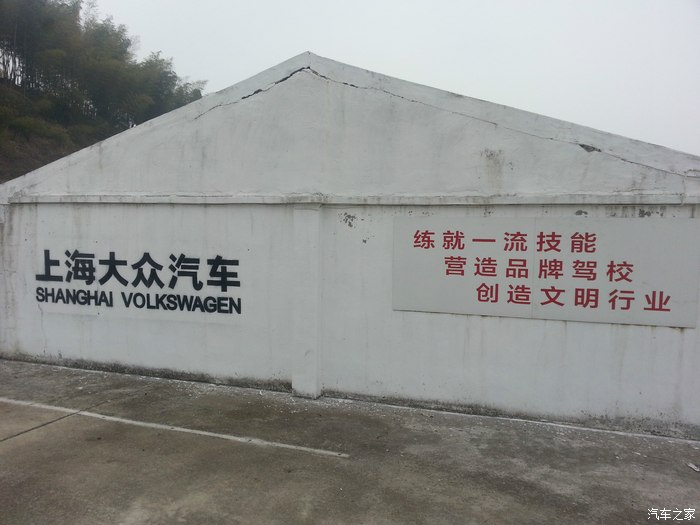 上海大众汽车
SHANGHAI VOLKSWAGEN
练就一流技能
营造品牌驾校
创造文明行业
汽车之家